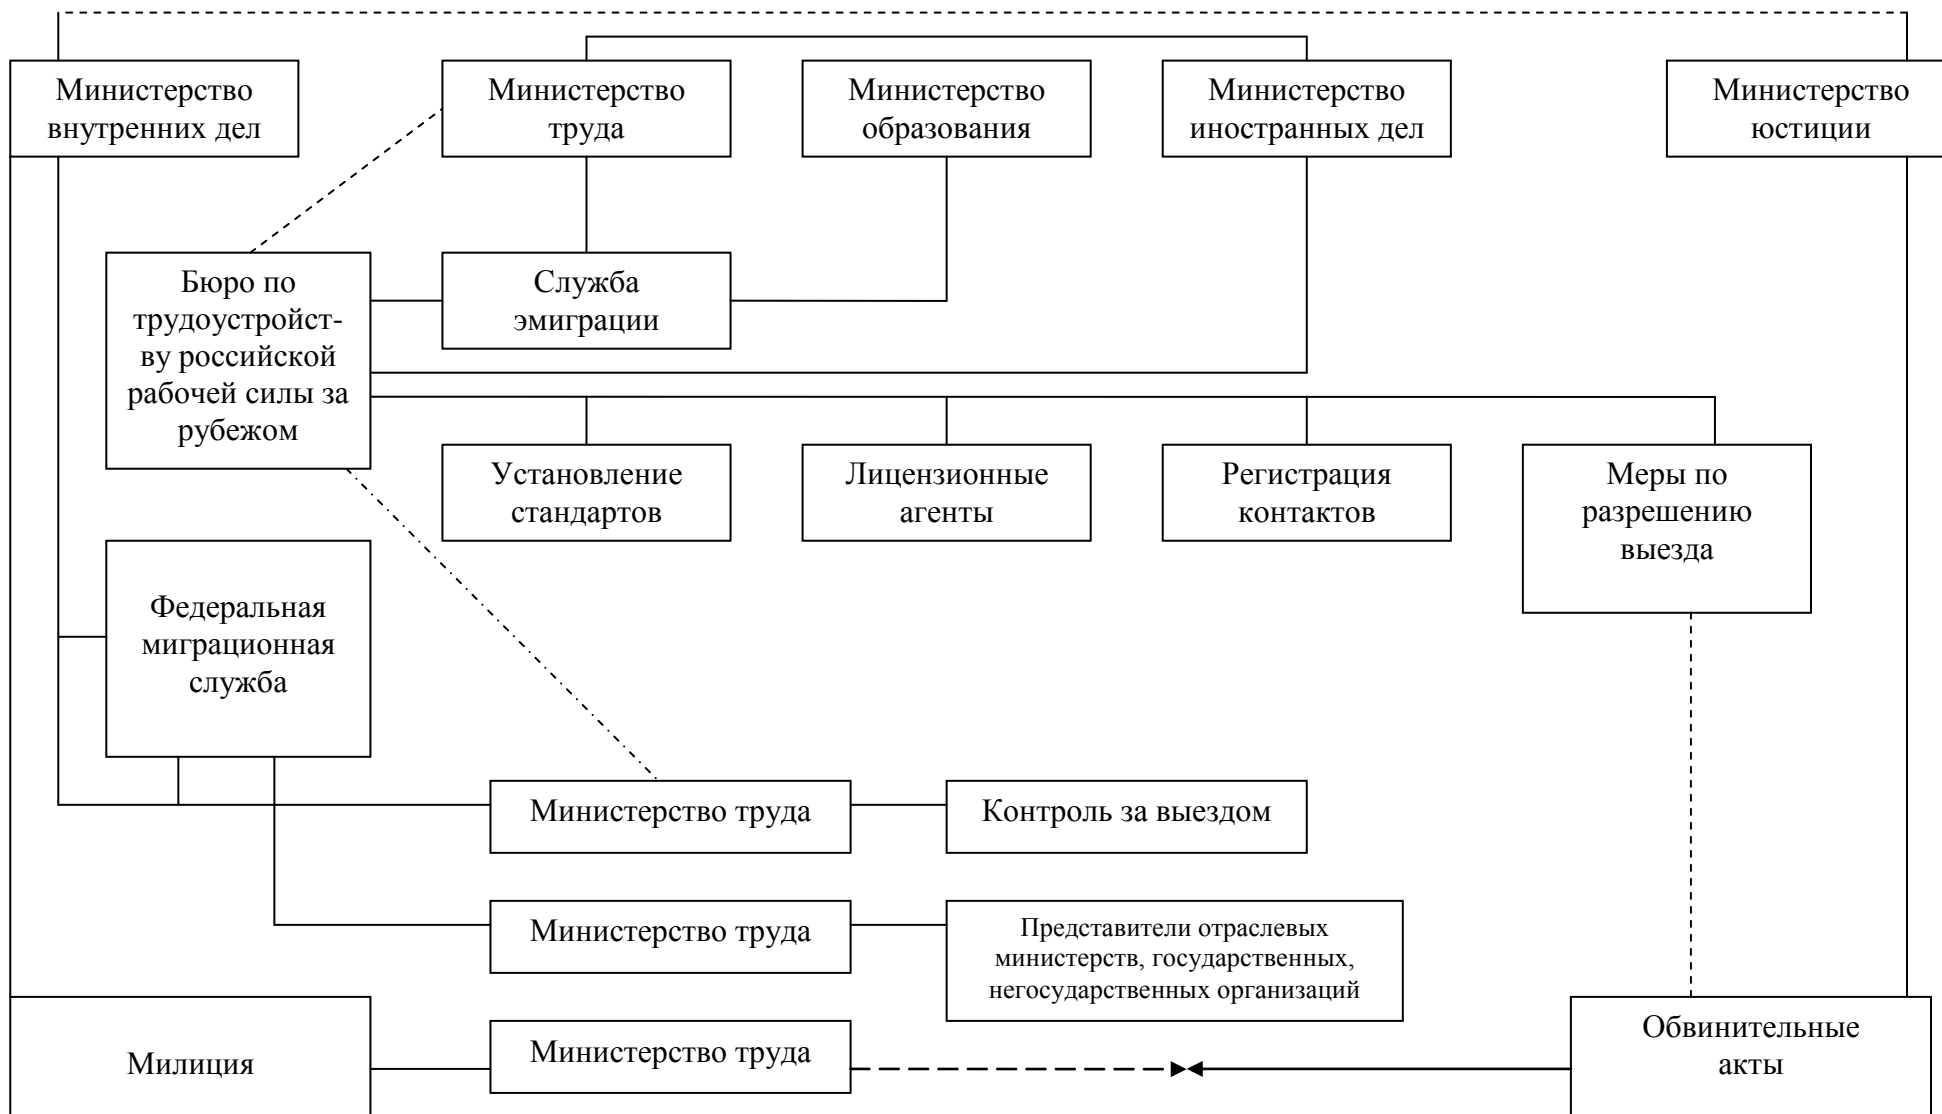 Министерство
внутренних дел
Министерство
труда
Министерство
образования
Министерство
иностранных дел
Министерство
юстиции
Бюро по
трудоустройст-
ву российской
рабочей силы за
рубежом
Служба
эмиграции
Установление
стандартов
Лицензионные
агенты
Регистрация
контактов
Меры по
разрешению
выезда
Федеральная
миграционная
служба
Министерство труда
Контроль за выездом
Министерство труда
Представители отраслевых
министерств, государственных,
негосударственных организаций
Милиция
Министерство труда
Обвинительные
акты